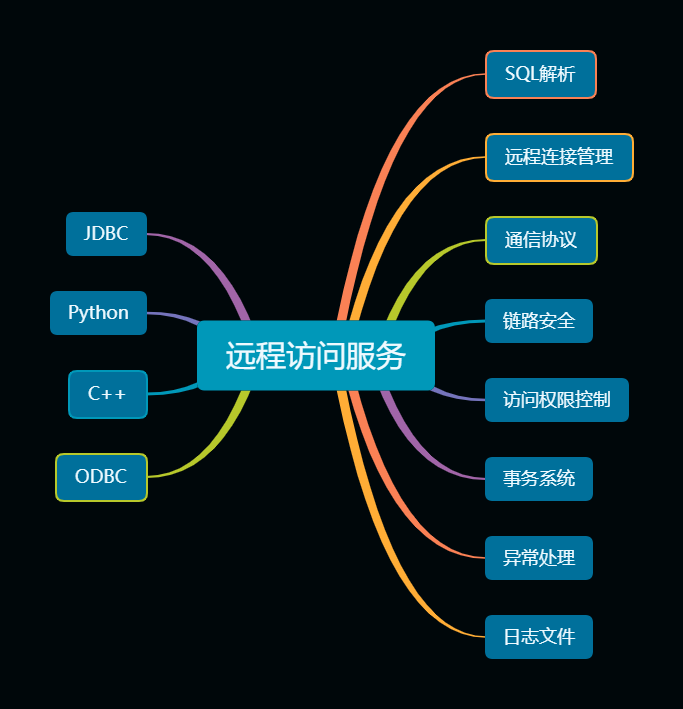 远程访问服务
SQL解析
远程连接管理
通信协议
链路安全
访问权限控制
事务系统
异常处理
日志文件
JDBC
Python
C++
ODBC